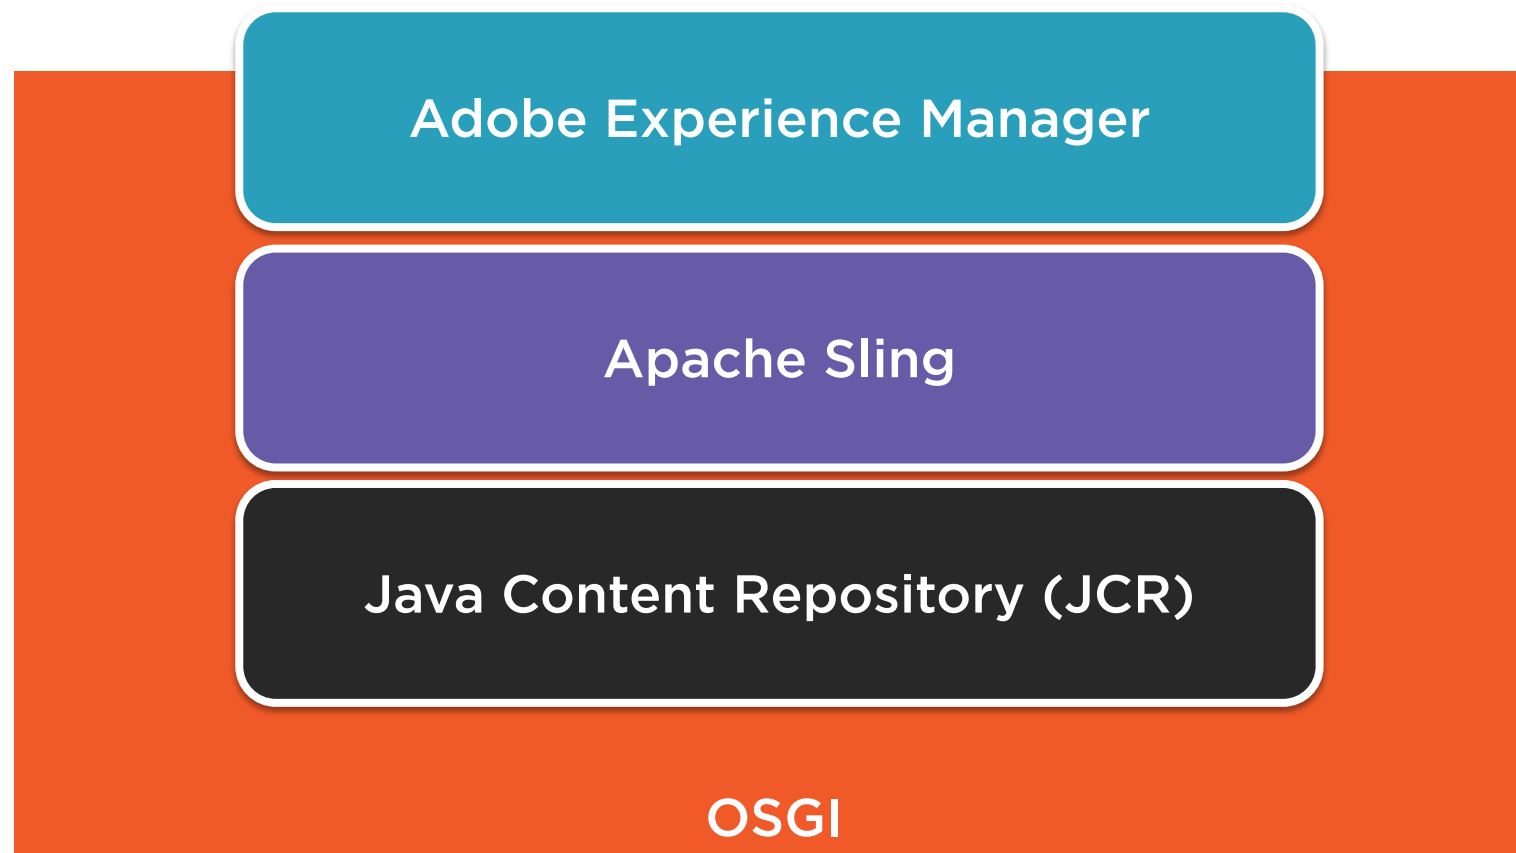 Adobe Experience Manager
Apache Sling
Java Content Repository (JCR)
OSGI